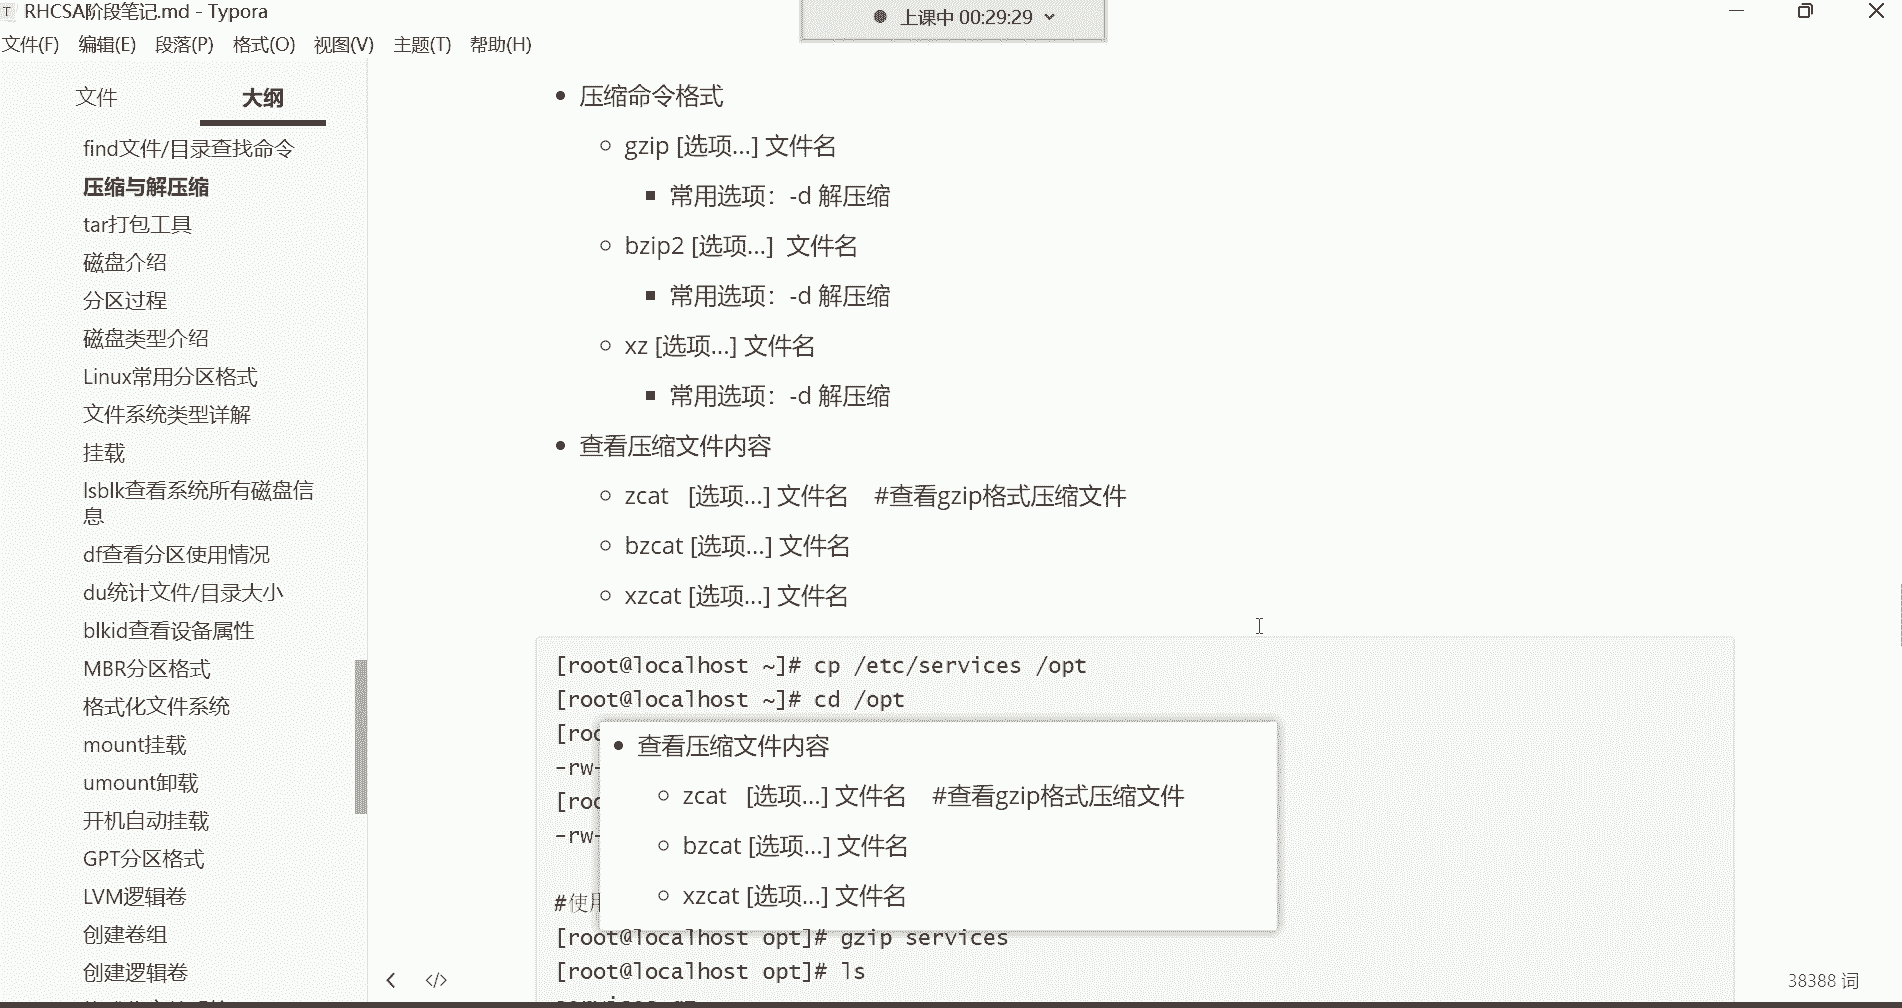 RHCSA阶段笔记.md - Typora
上课中 00:29:29
文件(F) 编辑(E) 段落(P) 格式(O) 视图(V) 主题(T) 帮助(H)
文件 大纲
find文件/目录查找命令
压缩与解压缩
tar打包工具
磁盘介绍
分区过程
磁盘类型介绍
Linux常用分区格式
文件系统类型详解
挂载
lsblk查看系统所有磁盘信
息
df查看分区使用情况
du统计文件/目录大小
blkid查看设备属性
MBR分区格式
格式化文件系统
mount挂载
umount卸载
开机自动挂载
GPT分区格式
LVM逻辑卷
创建卷组
创建逻辑卷
压缩命令格式
gzip [选项...] 文件名
常用选项：-d 解压缩
bzip2 [选项...] 文件名
常用选项：-d 解压缩
xz [选项...] 文件名
常用选项：-d 解压缩
查看压缩文件内容
zcat [选项...] 文件名 #查看gzip格式压缩文件
bzcat [选项...] 文件名
xzcat [选项...] 文件名
[root@localhost ~]# cp /etc/services /opt
[root@localhost ~]# cd /opt
[roo
-rw-
[roo
-rw-
#使用
查看压缩文件内容
zcat [选项...] 文件名 #查看gzip格式压缩文件
bzcat [选项...] 文件名
xzcat [选项...] 文件名
[root@localhost opt]# gzip services
[root@localhost opt]# ls
38388 词